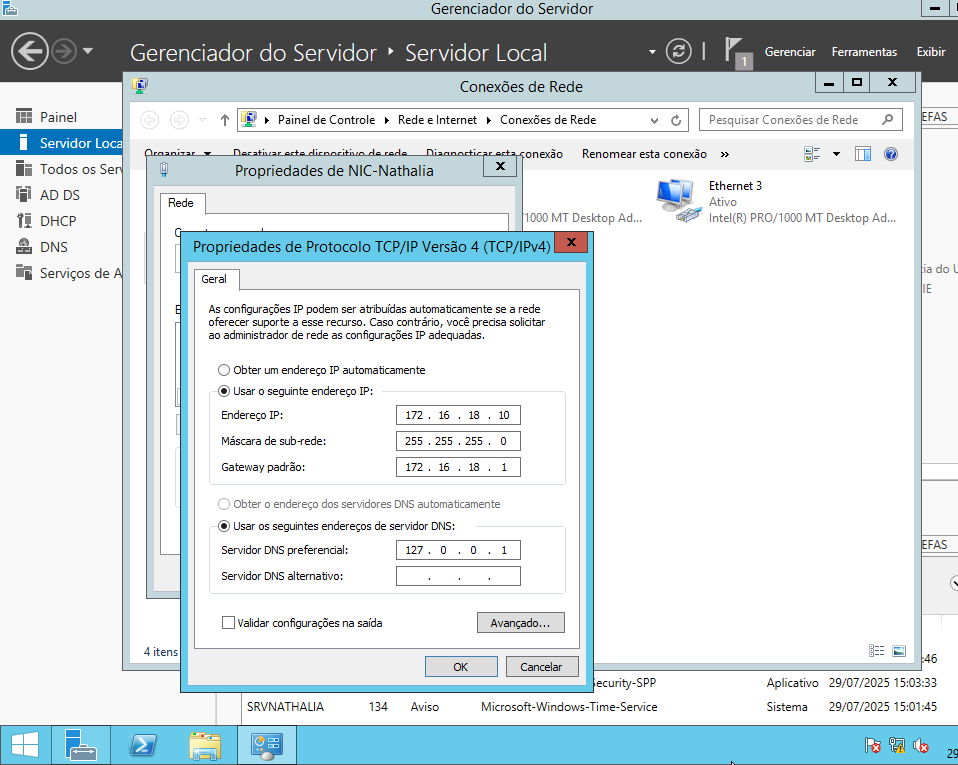 Gerenciador do Servidor
Gerenciador do Servidor • Servidor Local
1
Gerenciar Ferramentas Exibir
Conexões de Rede
Painel de Controle Rede e Internet Conexões de Rede
Pesquisar Conexões de Rede
Organizar Desativar este dispositivo de rede Diagnosticar esta conexão Renomear esta conexão »
Painel
Servidor Loca
Todos os Serv
AD DS
DHCP
DNS
Serviços de A
EFAS
Propriedades de NIC-Nathalia
Rede
/1000 MT Desktop Ad...
Ethernet 3
Ativo
Intel(R) PRO/1000 MT Desktop Ad...
Propriedades de Protocolo TCP/IP Versão 4 (TCP/IPv4)
Geral
As configurações IP podem ser atribuídas automaticamente se a rede
oferecer suporte a esse recurso. Caso contrário, você precisa solicitar
ao administrador de rede as configurações IP adequadas.
Obter um endereço IP automaticamente
Usar o seguinte endereço IP:
Endereço IP: 172 . 16 . 18 . 10
Máscara de sub-rede: 255 . 255 . 255 . 0
Gateway padrão: 172 . 16 . 18 . 1
Obter o endereço dos servidores DNS automaticamente
Usar os seguintes endereços de servidor DNS:
Servidor DNS preferencial: 127 . 0 . 0 . 1
Servidor DNS alternativo: . . .
Validar configurações na saída
Avançado...
OK Cancelar
4 itens
ia do U
IE
EFAS
:46
Security-SPP Aplicativo 29/07/2025 15:03:33
SRVNATHALIA 134 Aviso Microsoft-Windows-Time-Service Sistema 29/07/2025 15:01:45
29